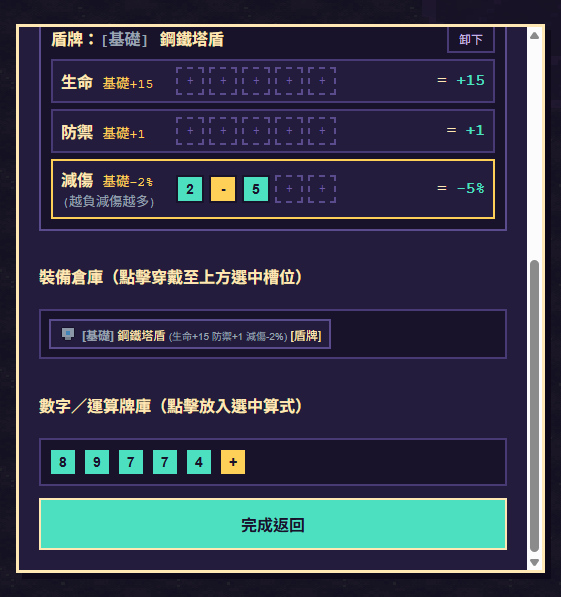 盾牌：[基礎] 鋼鐵塔盾 卸下
生命 基礎+15 + + + + + = +15
防禦 基礎+1 + + + + + = +1
減傷 基礎-2% 2 - 5 + + = -5%
(越負減傷越多)
裝備倉庫（點擊穿戴至上方選中槽位）
[基礎] 鋼鐵塔盾 (生命+15 防禦+1 減傷-2%) [盾牌]
數字／運算牌庫（點擊放入選中算式）
8 9 7 7 4 +
完成返回